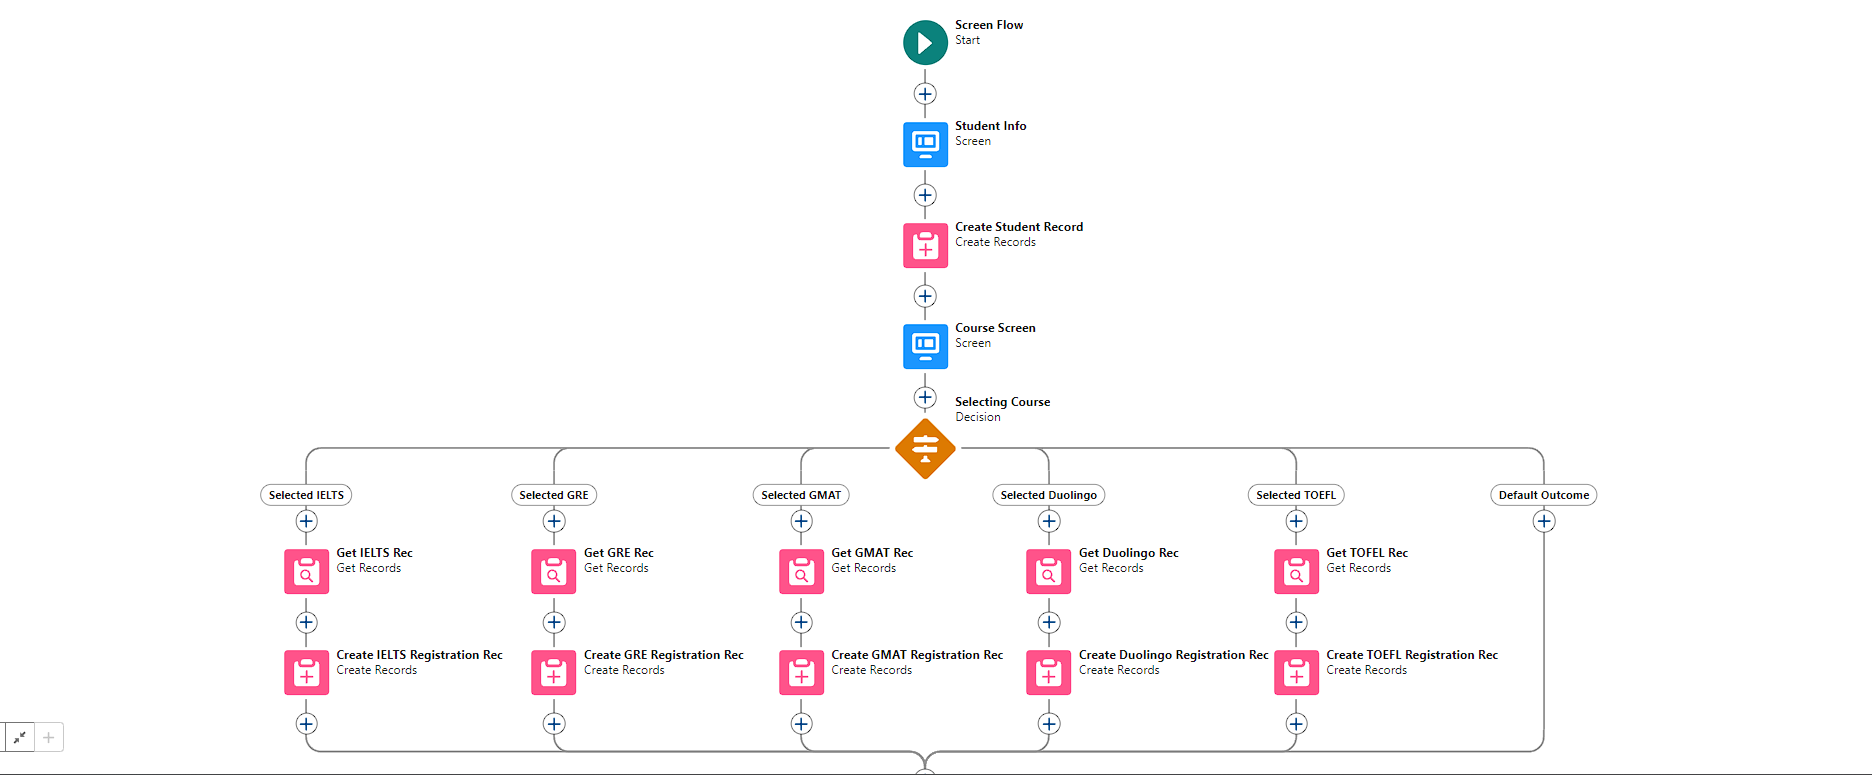 Screen Flow
Start
Student Info
Screen
Create Student Record
Create Records
Course Screen
Screen
Selecting Course
Decision
Selected IELTS
Selected GRE
Selected GMAT
Selected Duolingo
Selected TOEFL
Default Outcome
Get IELTS Rec
Get Records
Get GRE Rec
Get Records
Get GMAT Rec
Get Records
Get Duolingo Rec
Get Records
Get TOFEL Rec
Get Records
Create IELTS Registration Rec
Create Records
Create GRE Registration Rec
Create Records
Create GMAT Registration Rec
Create Records
Create Duolingo Registration Rec
Create Records
Create TOEFL Registration Rec
Create Records